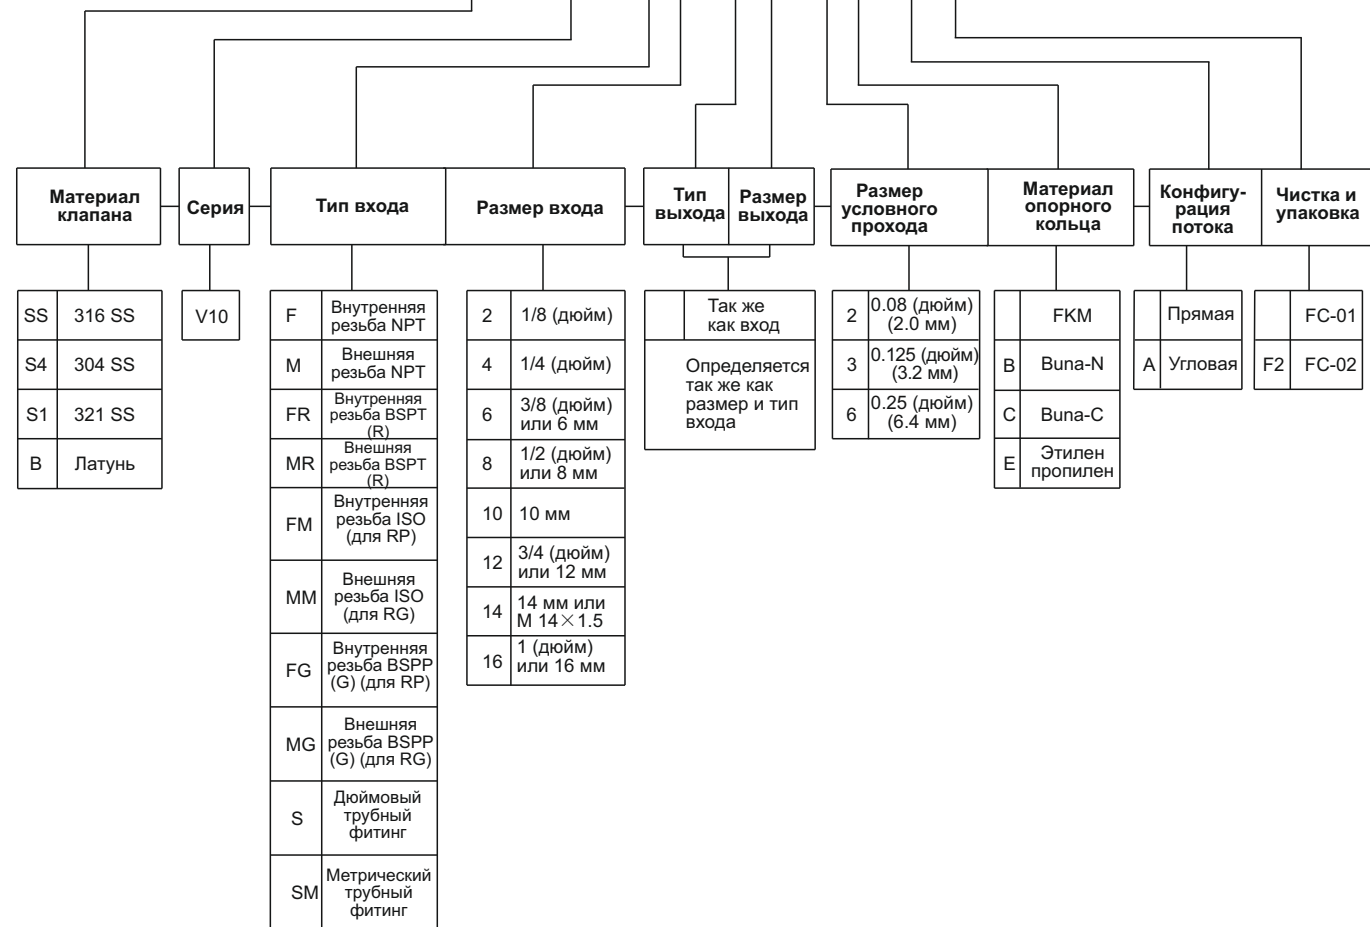 Материал
клапана
Серия
Тип входа
Размер входа
Тип
выхода
Размер
выхода
Размер
условного
прохода
Материал
опорного
кольца
Конфигу-
рация
потока
Чистка и
упаковка
SS 316 SS
S4 304 SS
S1 321 SS
B Латунь
V10
F Внутренняя
резьба NPT
M Внешняя
резьба NPT
FR Внутренняя
резьба BSPT
(R)
MR Внешняя
резьба BSPT
(R)
FM Внутренняя
резьба ISO
(для RP)
MM Внешняя
резьба ISO
(для RG)
FG Внутренняя
резьба BSPP
(G) (для RP)
MG Внешняя
резьба BSPP
(G) (для RG)
S Дюймовый
трубный
фитинг
SM Метрический
трубный
фитинг
2 1/8 (дюйм)
4 1/4 (дюйм)
6 3/8 (дюйм)
или 6 мм
8 1/2 (дюйм)
или 8 мм
10 10 мм
12 3/4 (дюйм)
или 12 мм
14 14 мм или
M 14×1.5
16 1 (дюйм)
или 16 мм
Так же
как вход
Определяется
так же как
размер и тип
входа
2 0.08 (дюйм)
(2.0 мм)
3 0.125 (дюйм)
(3.2 мм)
6 0.25 (дюйм)
(6.4 мм)
FKM
B Buna-N
C Buna-C
E Этилен
пропилен
Прямая
A Угловая
FC-01
F2 FC-02